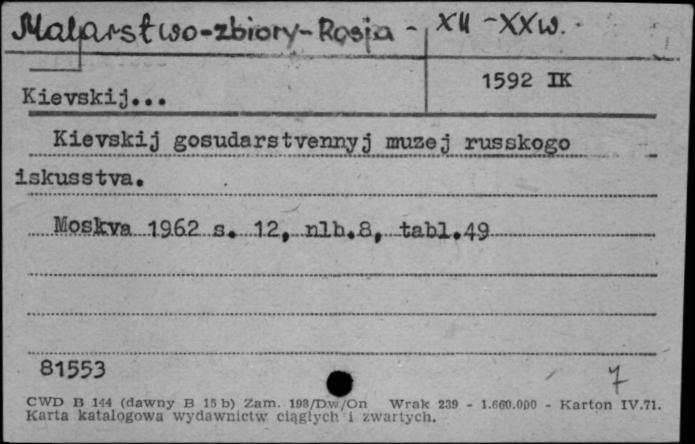 Malarstwo-zbiory-Rosja - XII -XXw.
1592 IK
Kievskij...
Kievskij gosudarstvennyj muzej russkogo
iskusstva.
Moskva 1962 s. 12, nlb.8, tabl.49
81553
7
CWD B 144 (dawny B 15 b) Zam. 198/Dw/On Wrak 239 - 1.660.000 - Karton IV.71.
Karta katalogowa wydawnictw ciągłych i zwartych.